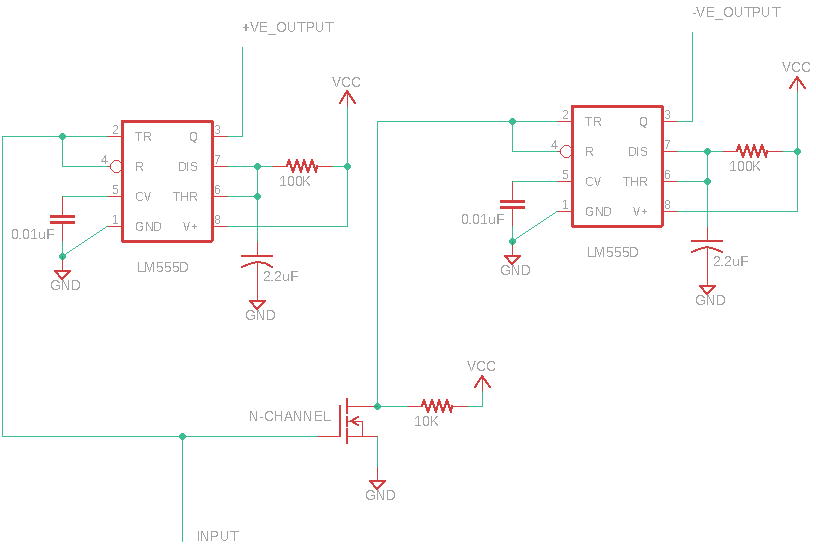 +VE_OUTPUT
-VE_OUTPUT
VCC
VCC
2 TR Q 3
4 R DIS 7
5 CV THR 6
1 GND V+ 8
100K
0.01uF
LM555D
2.2uF
GND
GND
2 TR Q 3
4 R DIS 7
5 CV THR 6
1 GND V+ 8
100K
0.01uF
LM555D
2.2uF
GND
GND
VCC
N-CHANNEL
10K
GND
INPUT